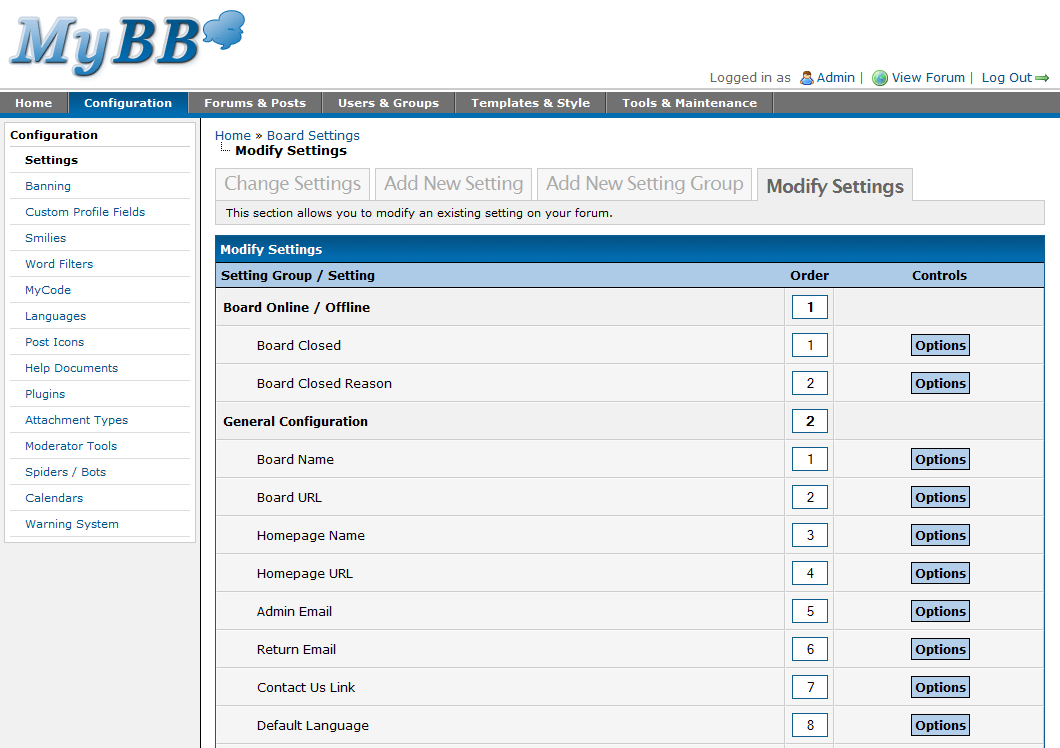 MyBB
Logged in as Admin | View Forum | Log Out
Home Configuration Forums & Posts Users & Groups Templates & Style Tools & Maintenance
Configuration
Settings
Banning
Custom Profile Fields
Smilies
Word Filters
MyCode
Languages
Post Icons
Help Documents
Plugins
Attachment Types
Moderator Tools
Spiders / Bots
Calendars
Warning System
Home » Board Settings
Modify Settings
Change Settings Add New Setting Add New Setting Group Modify Settings
This section allows you to modify an existing setting on your forum.
Modify Settings
Setting Group / Setting Order Controls
Board Online / Offline 1
Board Closed 1 Options
Board Closed Reason 2 Options
General Configuration 2
Board Name 1 Options
Board URL 2 Options
Homepage Name 3 Options
Homepage URL 4 Options
Admin Email 5 Options
Return Email 6 Options
Contact Us Link 7 Options
Default Language 8 Options